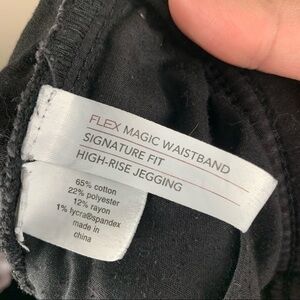 FLEX MAGIC WAISTBAND
SIGNATURE FIT
HIGH-RISE JEGGING
65% cotton
22% polyester
12% rayon
1% lycra®spandex
made in
china